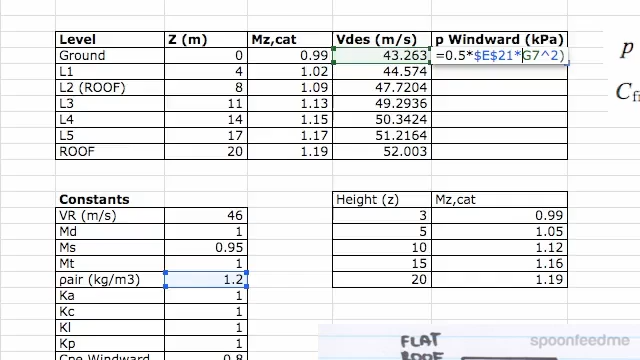 Level Z (m) Mz,cat Vdes (m/s) p Windward (kPa)
Ground 0 0.99 43.263 =0.5*$E$21*G7^2)
L1 4 1.02 44.574
L2 (ROOF) 8 1.09 47.7204
L3 11 1.13 49.2936
L4 14 1.15 50.3424
L5 17 1.17 51.2164
ROOF 20 1.19 52.003
p
Constants
VR (m/s) 46
Md 1
Ms 0.95
Mt 1
ρair (kg/m3) 1.2
Ka 1
Kc 1
Kl 1
Kp 1
Cpe Windward 0.8
Height (z) Mz,cat
3 0.99
5 1.05
10 1.12
15 1.16
20 1.19
FLAT
ROOF
spoonfeedme